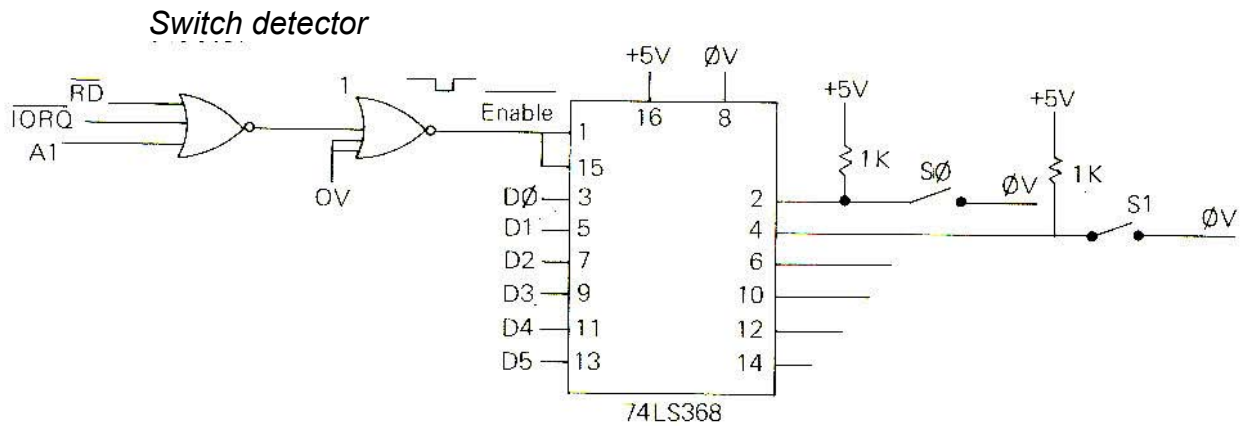 Switch detector
+5V
ØV
16
8
RD
IORQ
A1
1
OV
Enable
1
15
DØ
3
D1
5
D2
7
D3
9
D4
11
D5
13
2
4
6
10
12
14
+5V
1K
SØ
ØV
+5V
1K
S1
ØV
74LS368